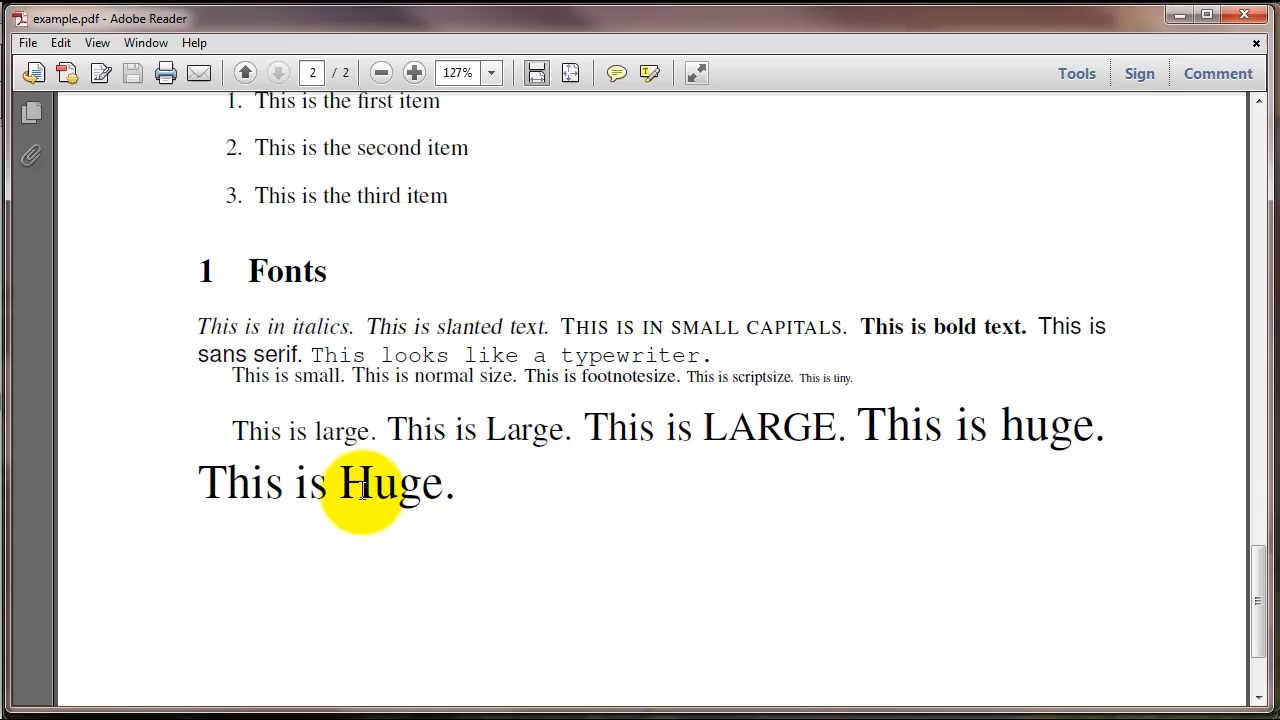 example.pdf - Adobe Reader
File Edit View Window Help
2 / 2 127% Tools Sign Comment
1. This is the first item
2. This is the second item
3. This is the third item
1 Fonts
This is in italics. This is slanted text. THIS IS IN SMALL CAPITALS. This is bold text. This is
sans serif. This looks like a typewriter.
This is small. This is normal size. This is footnotesize. This is scriptsize. This is tiny.
This is large. This is Large. This is LARGE. This is huge.
This is Huge.